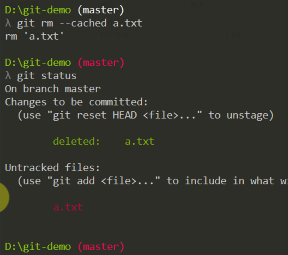 D:\git-demo (master)
λ git rm --cached a.txt
rm 'a.txt'
D:\git-demo (master)
λ git status
On branch master
Changes to be committed:
(use "git reset HEAD <file>..." to unstage)
deleted: a.txt
Untracked files:
(use "git add <file>..." to include in what
a.txt
D:\git-demo (master)